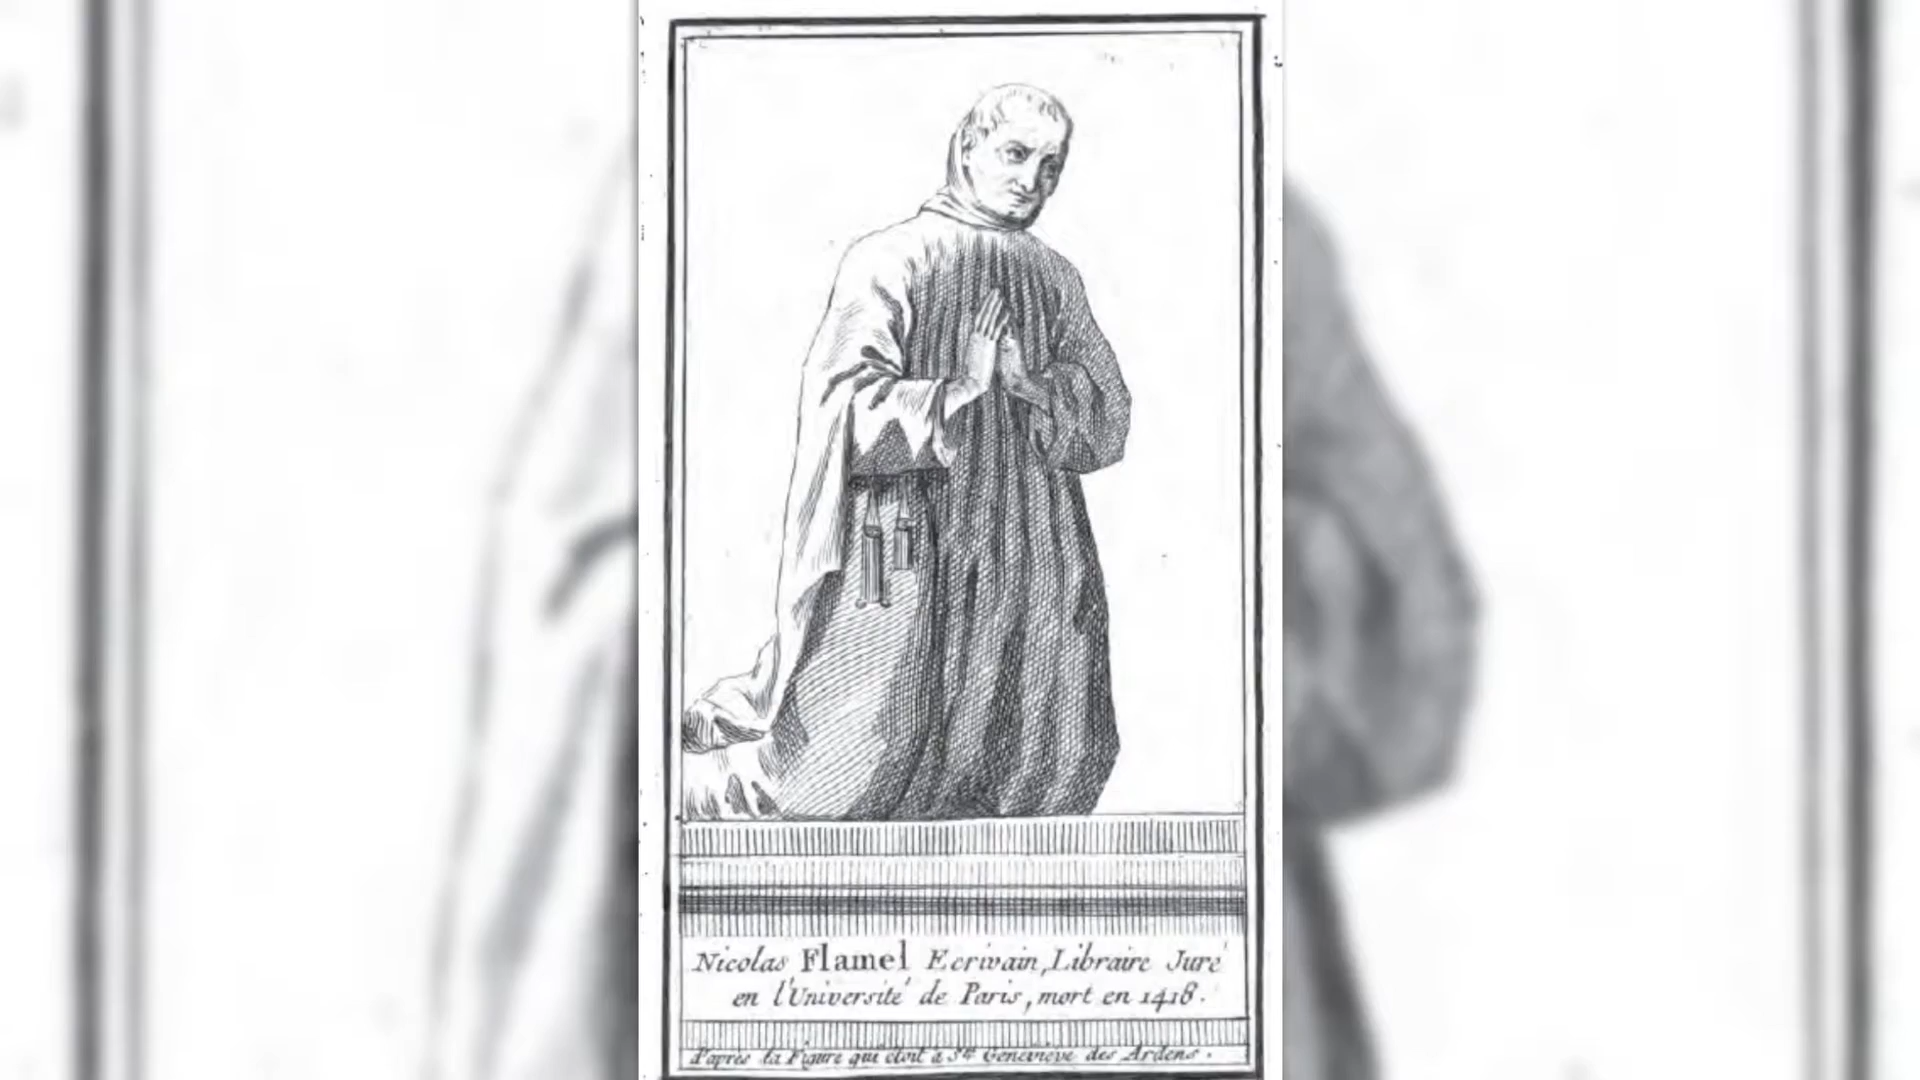 Nicolas Flamel Ecrivain, Libraire Juré
en l'Université de Paris, mort en 1418.
d'après la Figure qui étoit à Ste. Geneviève des Ardens.